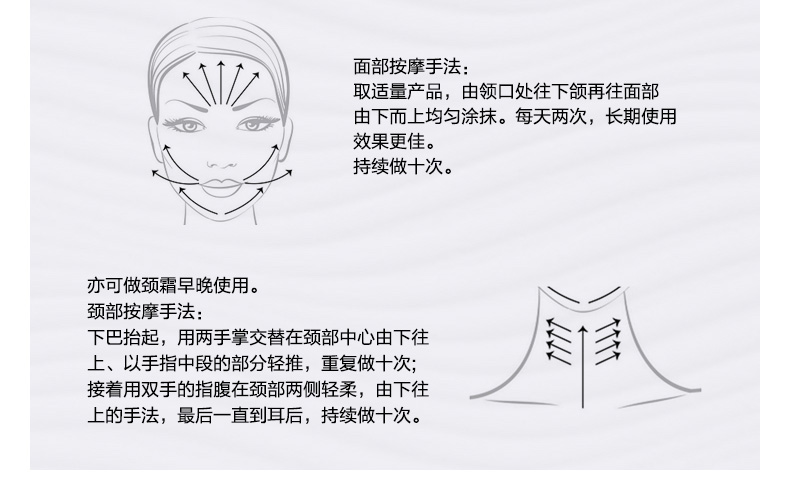 面部按摩手法：
取适量产品，由领口处往下颌再往面部
由下而上均匀涂抹。每天两次，长期使用
效果更佳。
持续做十次。
亦可做颈霜早晚使用。
颈部按摩手法：
下巴抬起，用两手掌交替在颈部中心由下往
上、以手指中段的部分轻推，重复做十次;
接着用双手的指腹在颈部两侧轻柔，由下往
上的手法，最后一直到耳后，持续做十次。